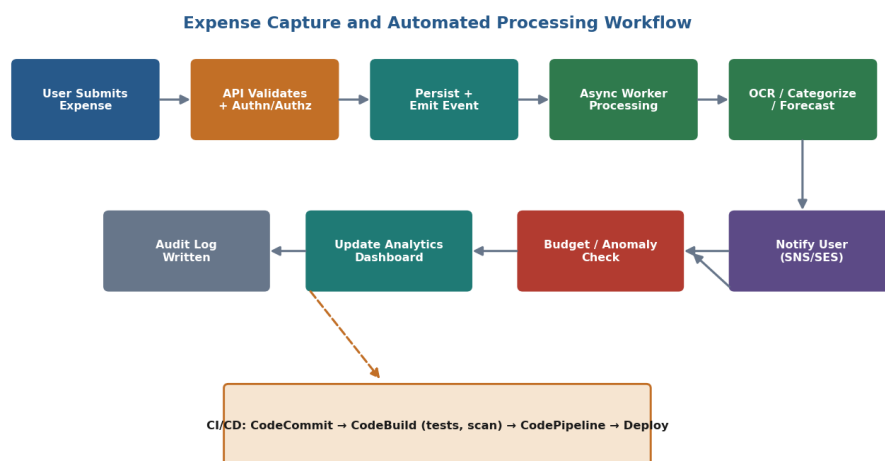 Expense Capture and Automated Processing Workflow
User Submits
Expense
API Validates
+ Authn/Authz
Persist +
Emit Event
Async Worker
Processing
OCR / Categorize
/ Forecast
Audit Log
Written
Update Analytics
Dashboard
Budget / Anomaly
Check
Notify User
(SNS/SES)
CI/CD: CodeCommit → CodeBuild (tests, scan) → CodePipeline → Deploy